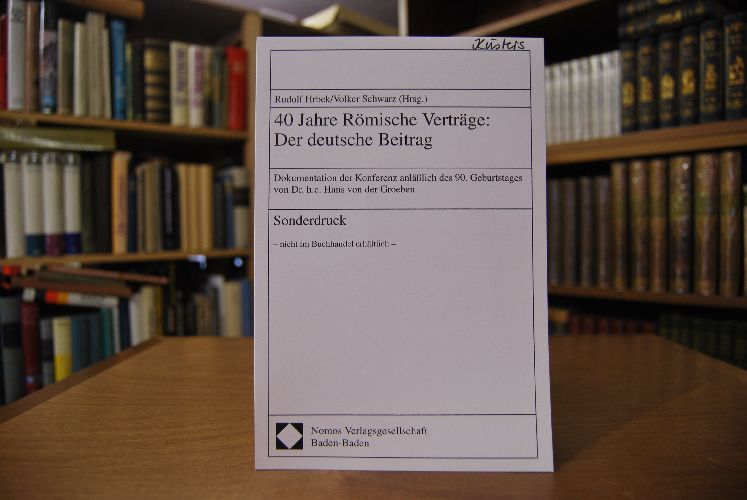 Küsters
Rudolf Hrbek/Volker Schwarz (Hrsg.)
40 Jahre Römische Verträge:
Der deutsche Beitrag
Dokumentation der Konferenz anläßlich des 90. Geburtstages
von Dr. h.c. Hans von der Groeben
Sonderdruck
– nicht im Buchhandel erhältlich –
Nomos Verlagsgesellschaft
Baden-Baden